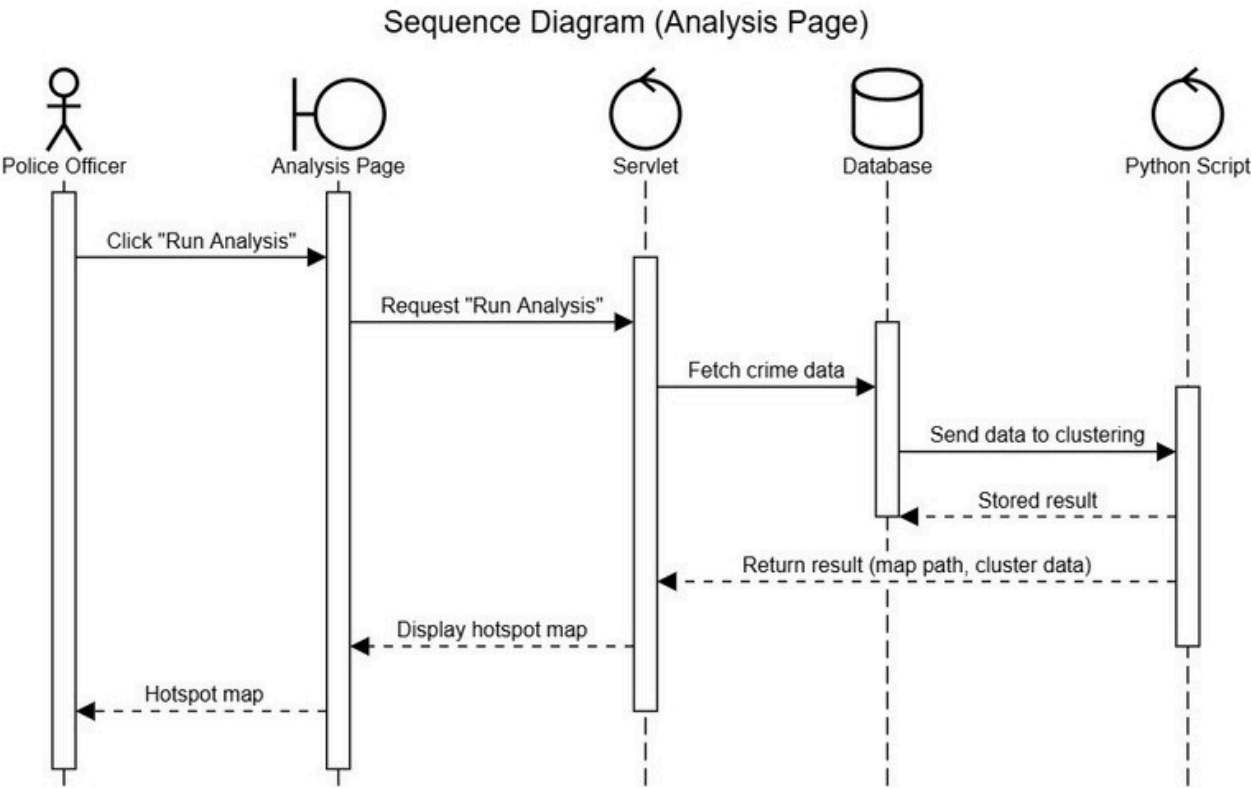 Sequence Diagram (Analysis Page)
Police Officer
Analysis Page
Servlet
Database
Python Script
Click "Run Analysis"
Request "Run Analysis"
Fetch crime data
Send data to clustering
Stored result
Return result (map path, cluster data)
Display hotspot map
Hotspot map